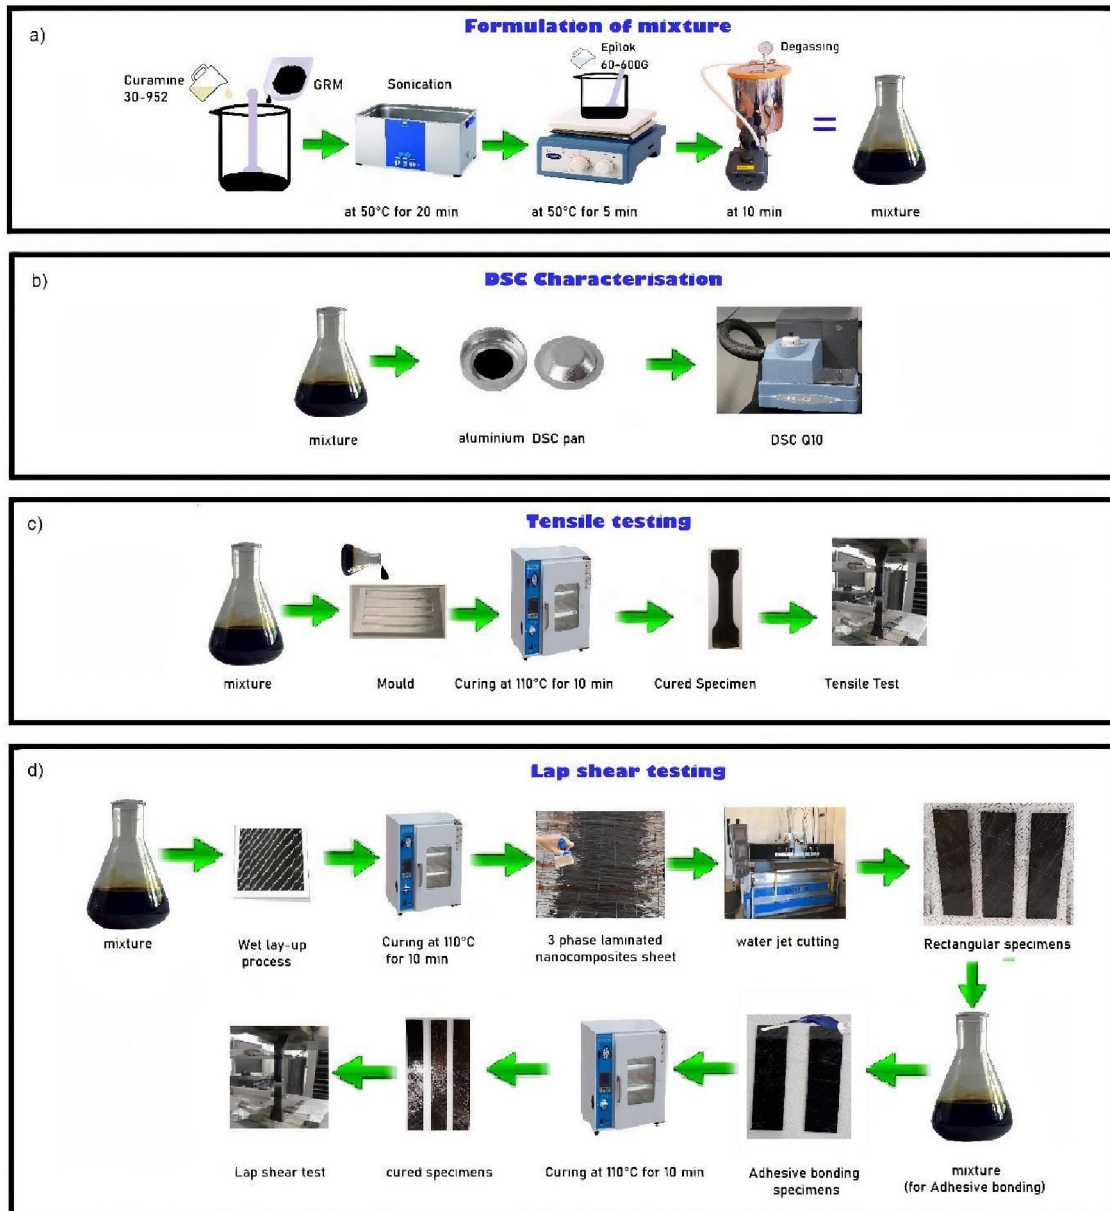 a)
Formulation of mixture
Curamine
30-952
GRM
Sonication
Epilok
60-600G
Degassing
=
at 50°C for 20 min
at 50°C for 5 min
at 10 min
mixture
b)
DSC Characterisation
mixture
aluminium DSC pan
DSC Q10
c)
Tensile testing
mixture
Mould
Curing at 110°C for 10 min
Cured Specimen
Tensile Test
d)
Lap shear testing
mixture
Wet lay-up
process
Curing at 110°C
for 10 min
3 phase laminated
nanocomposites sheet
water jet cutting
Rectangular specimens
Lap shear test
cured specimens
Curing at 110°C for 10 min
Adhesive bonding
specimens
mixture
(for Adhesive bonding)